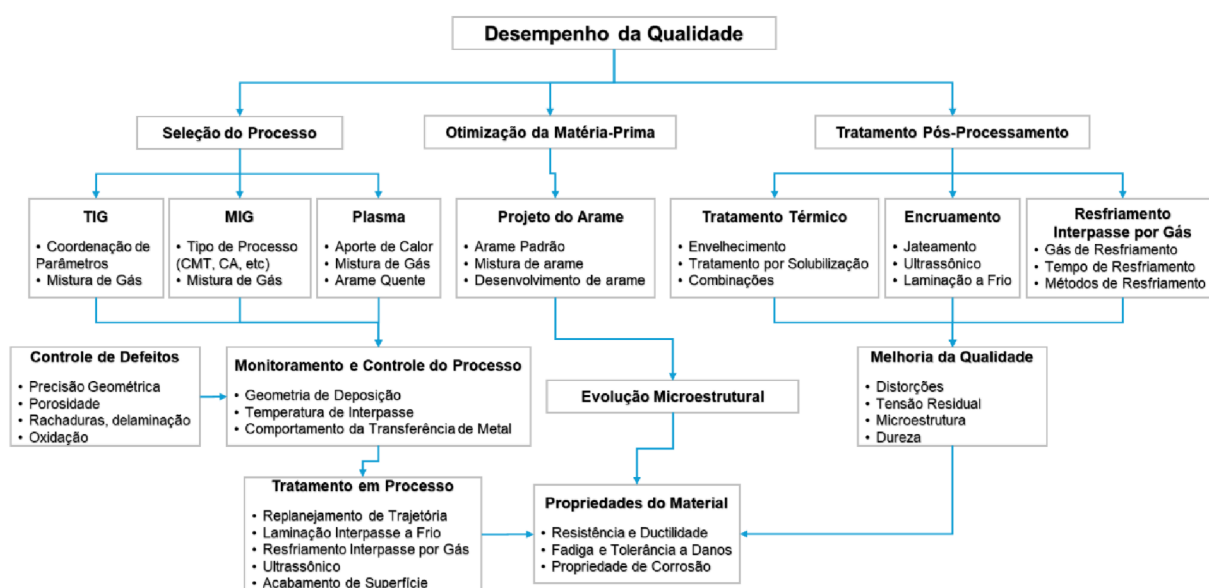 Desempenho da Qualidade
Seleção do Processo
Otimização da Matéria-Prima
Tratamento Pós-Processamento
TIG
• Coordenação de
Parâmetros
• Mistura de Gás
MIG
• Tipo de Processo
(CMT, CA, etc)
• Mistura de Gás
Plasma
• Aporte de Calor
• Mistura de Gás
• Arame Quente
Projeto do Arame
• Arame Padrão
• Mistura de arame
• Desenvolvimento de arame
Tratamento Térmico
• Envelhecimento
• Tratamento por Solubilização
• Combinações
Encruamento
• Jateamento
• Ultrassônico
• Laminação a Frio
Resfriamento
Interpasse por Gás
• Gás de Resfriamento
• Tempo de Resfriamento
• Métodos de Resfriamento
Controle de Defeitos
• Precisão Geométrica
• Porosidade
• Rachaduras, delaminação
• Oxidação
Monitoramento e Controle do Processo
• Geometria de Deposição
• Temperatura de Interpasse
• Comportamento da Transferência de Metal
Evolução Microestrutural
Melhoria da Qualidade
• Distorções
• Tensão Residual
• Microestrutura
• Dureza
Tratamento em Processo
• Replanejamento de Trajetória
• Laminação Interpasse a Frio
• Resfriamento Interpasse por Gás
• Ultrassônico
• Acabamento de Superfície
Propriedades do Material
• Resistência e Ductilidade
• Fadiga e Tolerância a Danos
• Propriedade de Corrosão